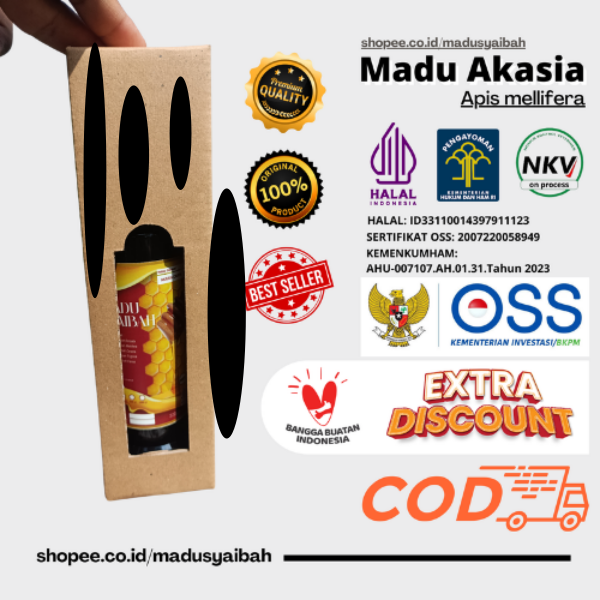 shopee.co.id/madusyaibah
Madu Akasia
Apis mellifera
Premium
QUALITY
ORIGINAL
100%
PRODUCT
BEST SELLER
HALAL
INDONESIA
PENGAYOMAN
KEMENTERIAN
HUKUM DAN HAM RI
NKV
on process
HALAL: ID33110014397911123
SERTIFIKAT OSS: 2007220058949
KEMENKUMHAM:
AHU-007107.AH.01.31.Tahun 2023
OSS
KEMENTERIAN INVESTASI/BKPM
BANGGA BUATAN
INDONESIA
EXTRA
DISCOUNT
COD
shopee.co.id/madusyaibah